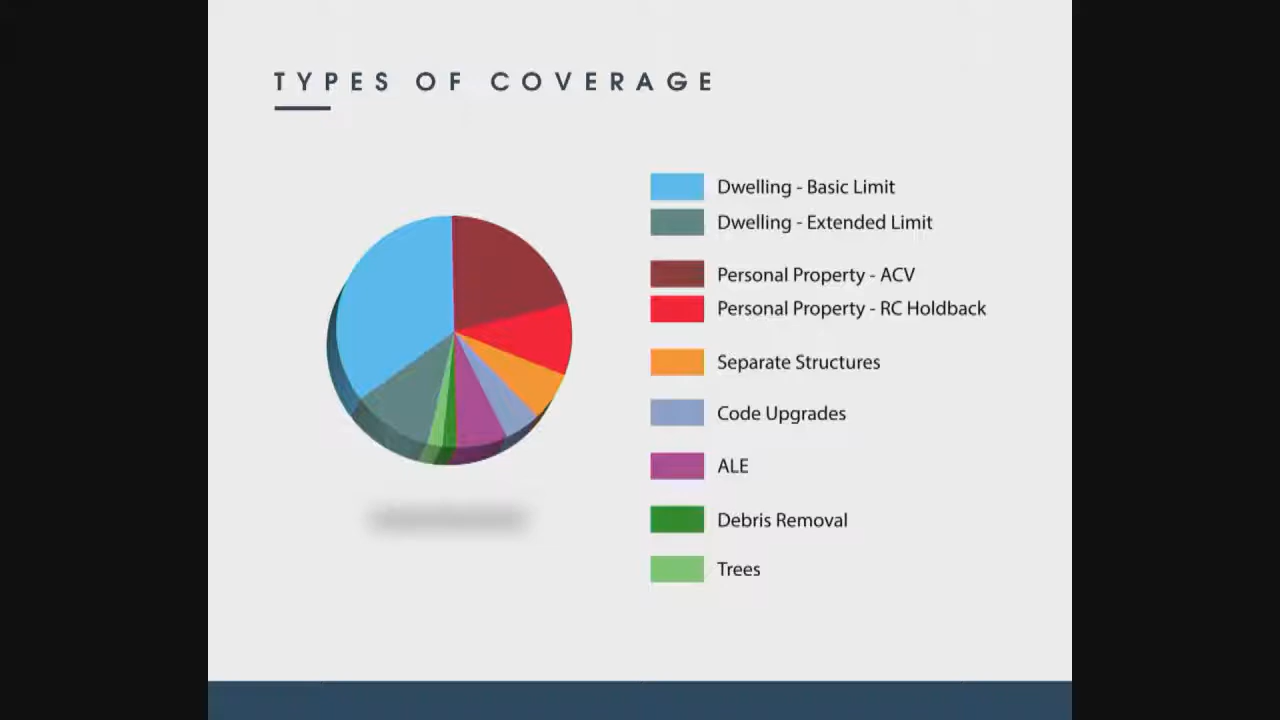 TYPES OF COVERAGE
Dwelling - Basic Limit
Dwelling - Extended Limit
Personal Property - ACV
Personal Property - RC Holdback
Separate Structures
Code Upgrades
ALE
Debris Removal
Trees